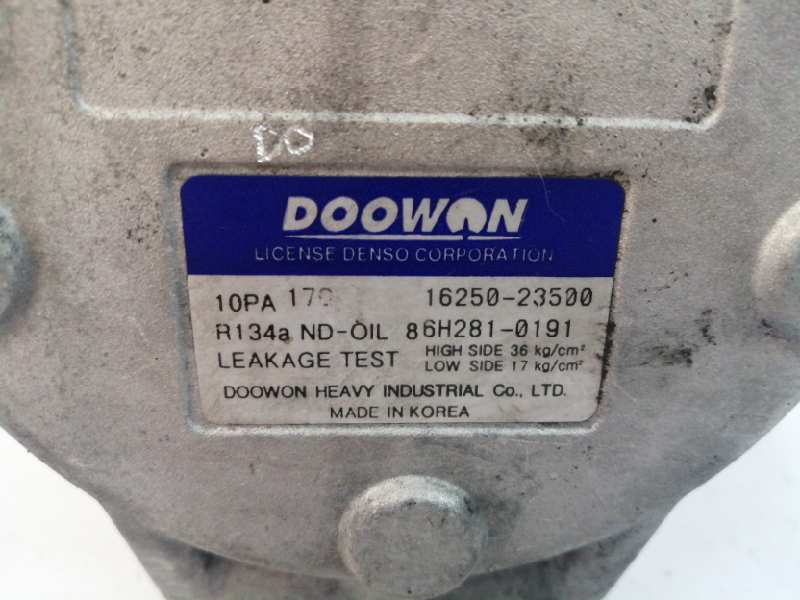 DO
DOOWON
LICENSE DENSO CORPORATION
10PA 16250-23500
R134a ND-OIL 8 6H281-0191
LEAKAGE TEST HIGH SIDE 36 kg/cm²
LOW SIDE 17 kg/cm²
DOOWON HEAVY INDUSTRIAL Co., LTD.
MADE IN KOREA